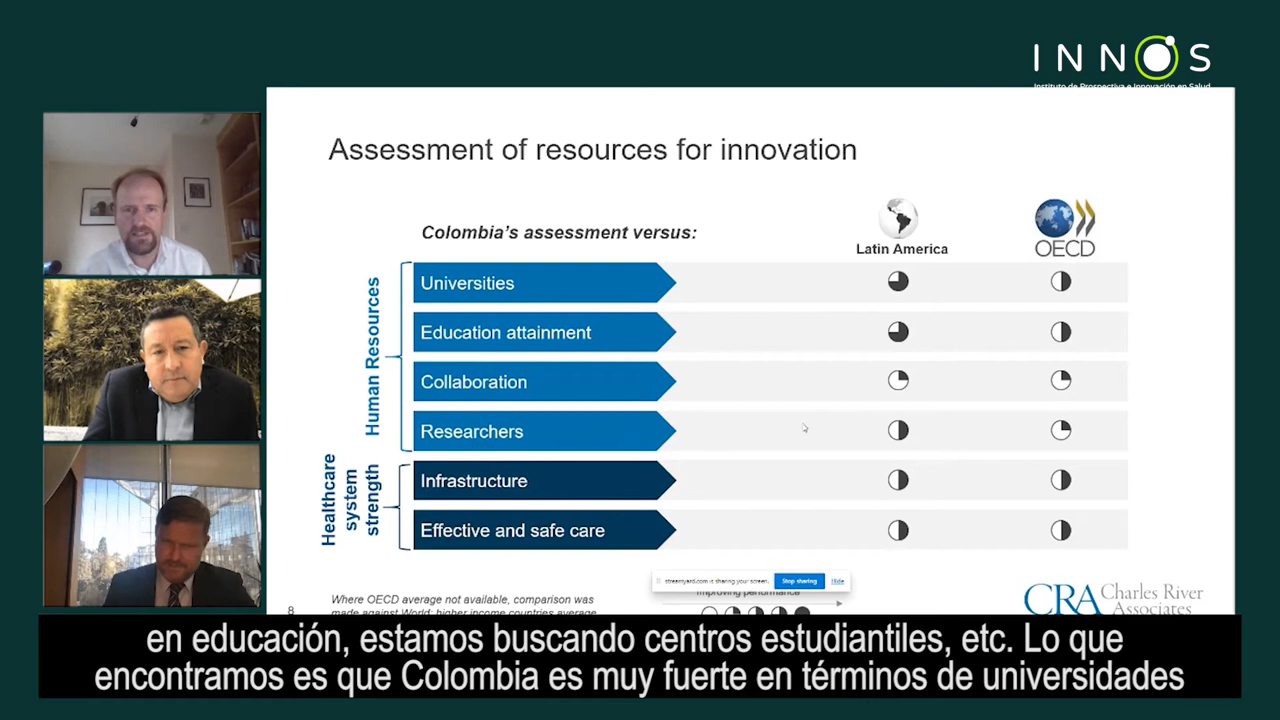 INNOS
Instituto de Prospectiva e Innovación en Salud
Assessment of resources for innovation
Colombia's assessment versus:
Latin America
OECD
Human Resources
Universities
Education attainment
Collaboration
Researchers
Healthcare
system
strength
Infrastructure
Effective and safe care
streamyard.com is sharing your screen.
Stop sharing
Hide
Improving performance
8
Where OECD average not available, comparison was
made against World: higher income countries average
CRA Charles River
Associates
en educación, estamos buscando centros estudiantiles, etc. Lo que
encontramos es que Colombia es muy fuerte en términos de universidades